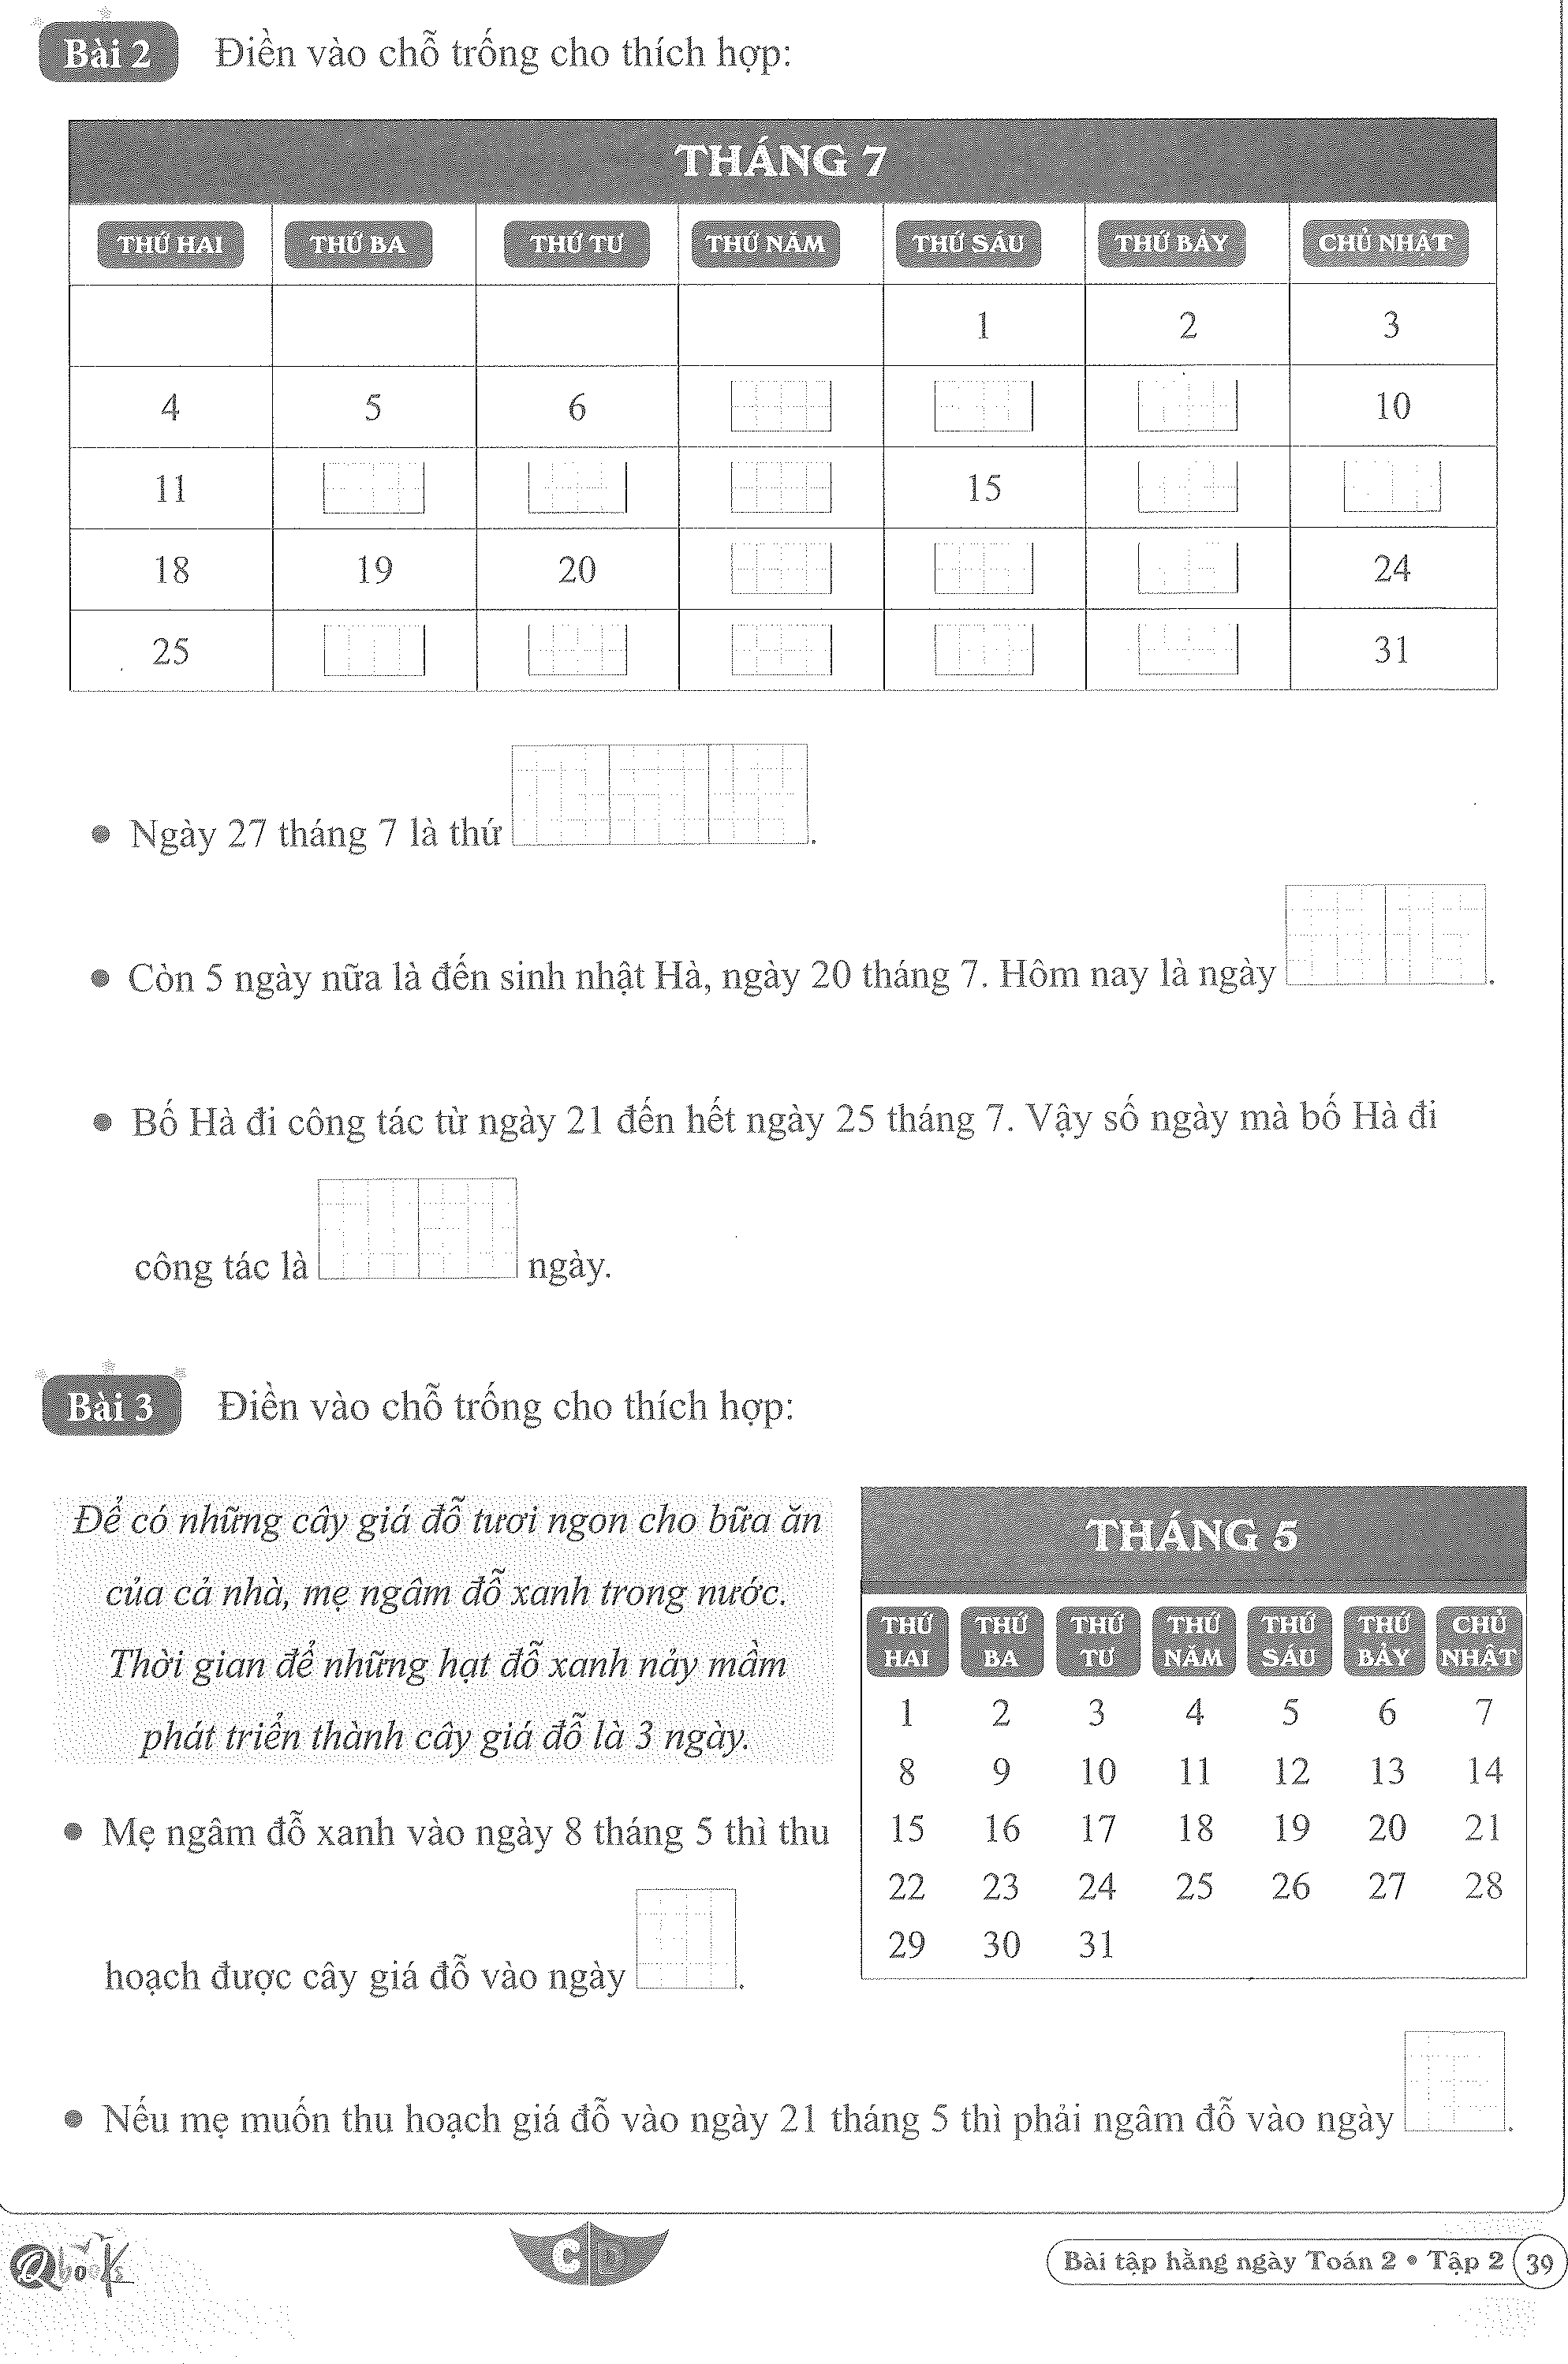 Bài 2 Điền vào chỗ trống cho thích hợp:
THÁNG 7
THỨ HAI THỨ BA THỨ TƯ THỨ NĂM THỨ SÁU THỨ BẢY CHỦ NHẬT
1 2 3
4 5 6 10
11 15
18 19 20 24
25 31
• Ngày 27 tháng 7 là thứ .
• Còn 5 ngày nữa là đến sinh nhật Hà, ngày 20 tháng 7. Hôm nay là ngày .
• Bố Hà đi công tác từ ngày 21 đến hết ngày 25 tháng 7. Vậy số ngày mà bố Hà đi
công tác là ngày.
Bài 3 Điền vào chỗ trống cho thích hợp:
Để có những cây giá đỗ tươi ngon cho bữa ăn
của cả nhà, mẹ ngâm đỗ xanh trong nước.
Thời gian để những hạt đỗ xanh nảy mầm
phát triển thành cây giá đỗ là 3 ngày.
• Mẹ ngâm đỗ xanh vào ngày 8 tháng 5 thì thu
hoạch được cây giá đỗ vào ngày .
THÁNG 5
THỨ HAI THỨ BA THỨ TƯ THỨ NĂM THỨ SÁU THỨ BẢY CHỦ NHẬT
1 2 3 4 5 6 7
8 9 10 11 12 13 14
15 16 17 18 19 20 21
22 23 24 25 26 27 28
29 30 31
• Nếu mẹ muốn thu hoạch giá đỗ vào ngày 21 tháng 5 thì phải ngâm đỗ vào ngày .
Qbooks
CD
Bài tập hằng ngày Toán 2 • Tập 2 39